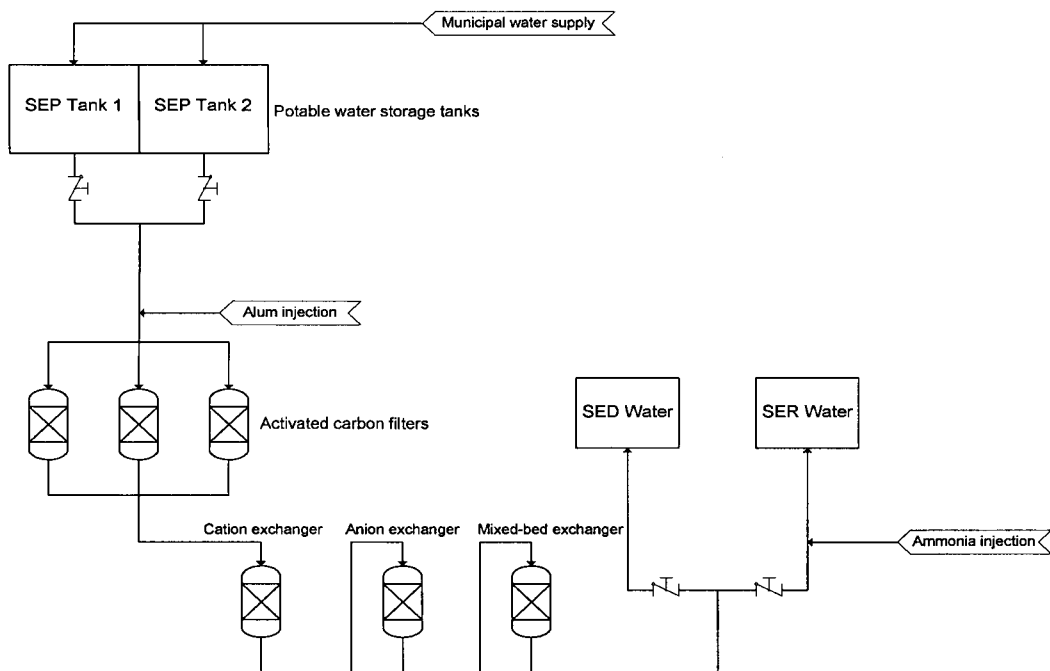 Municipal water supply
SEP Tank 1
SEP Tank 2
Potable water storage tanks
Alum injection
Activated carbon filters
SED Water
SER Water
Cation exchanger
Anion exchanger
Mixed-bed exchanger
Ammonia injection